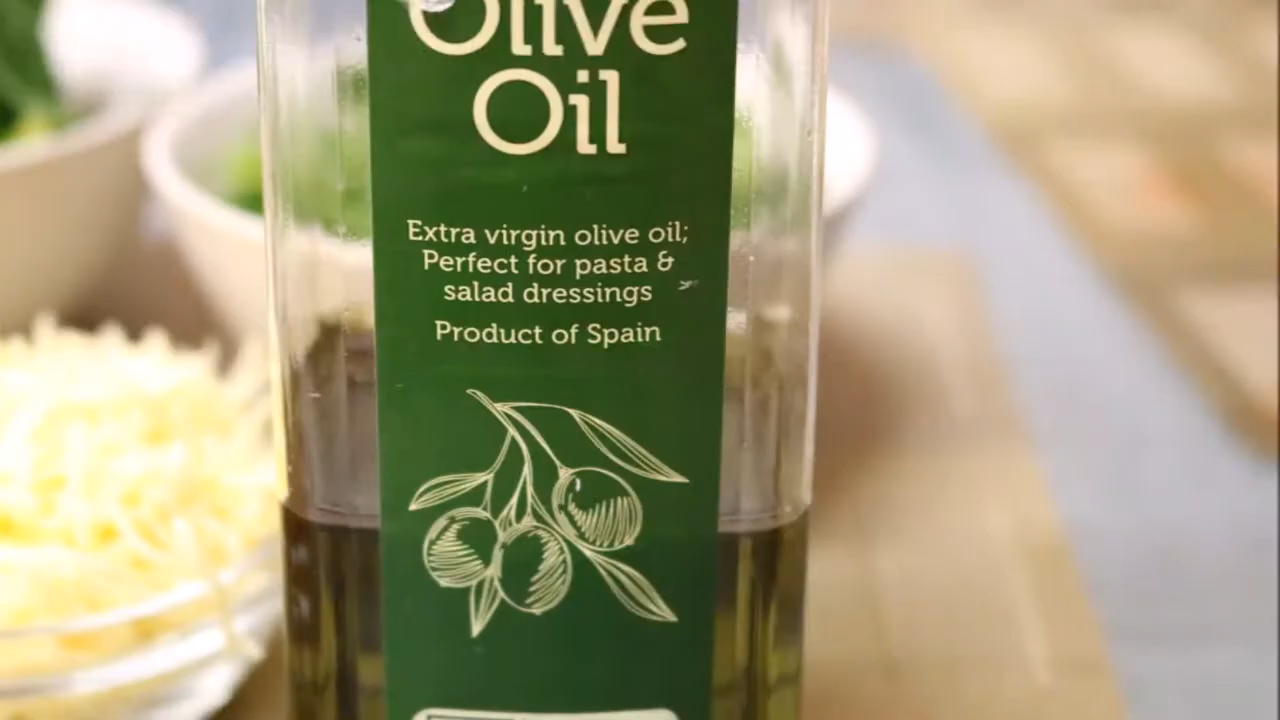 Olive
Oil
Extra virgin olive oil;
Perfect for pasta &
salad dressings
Product of Spain